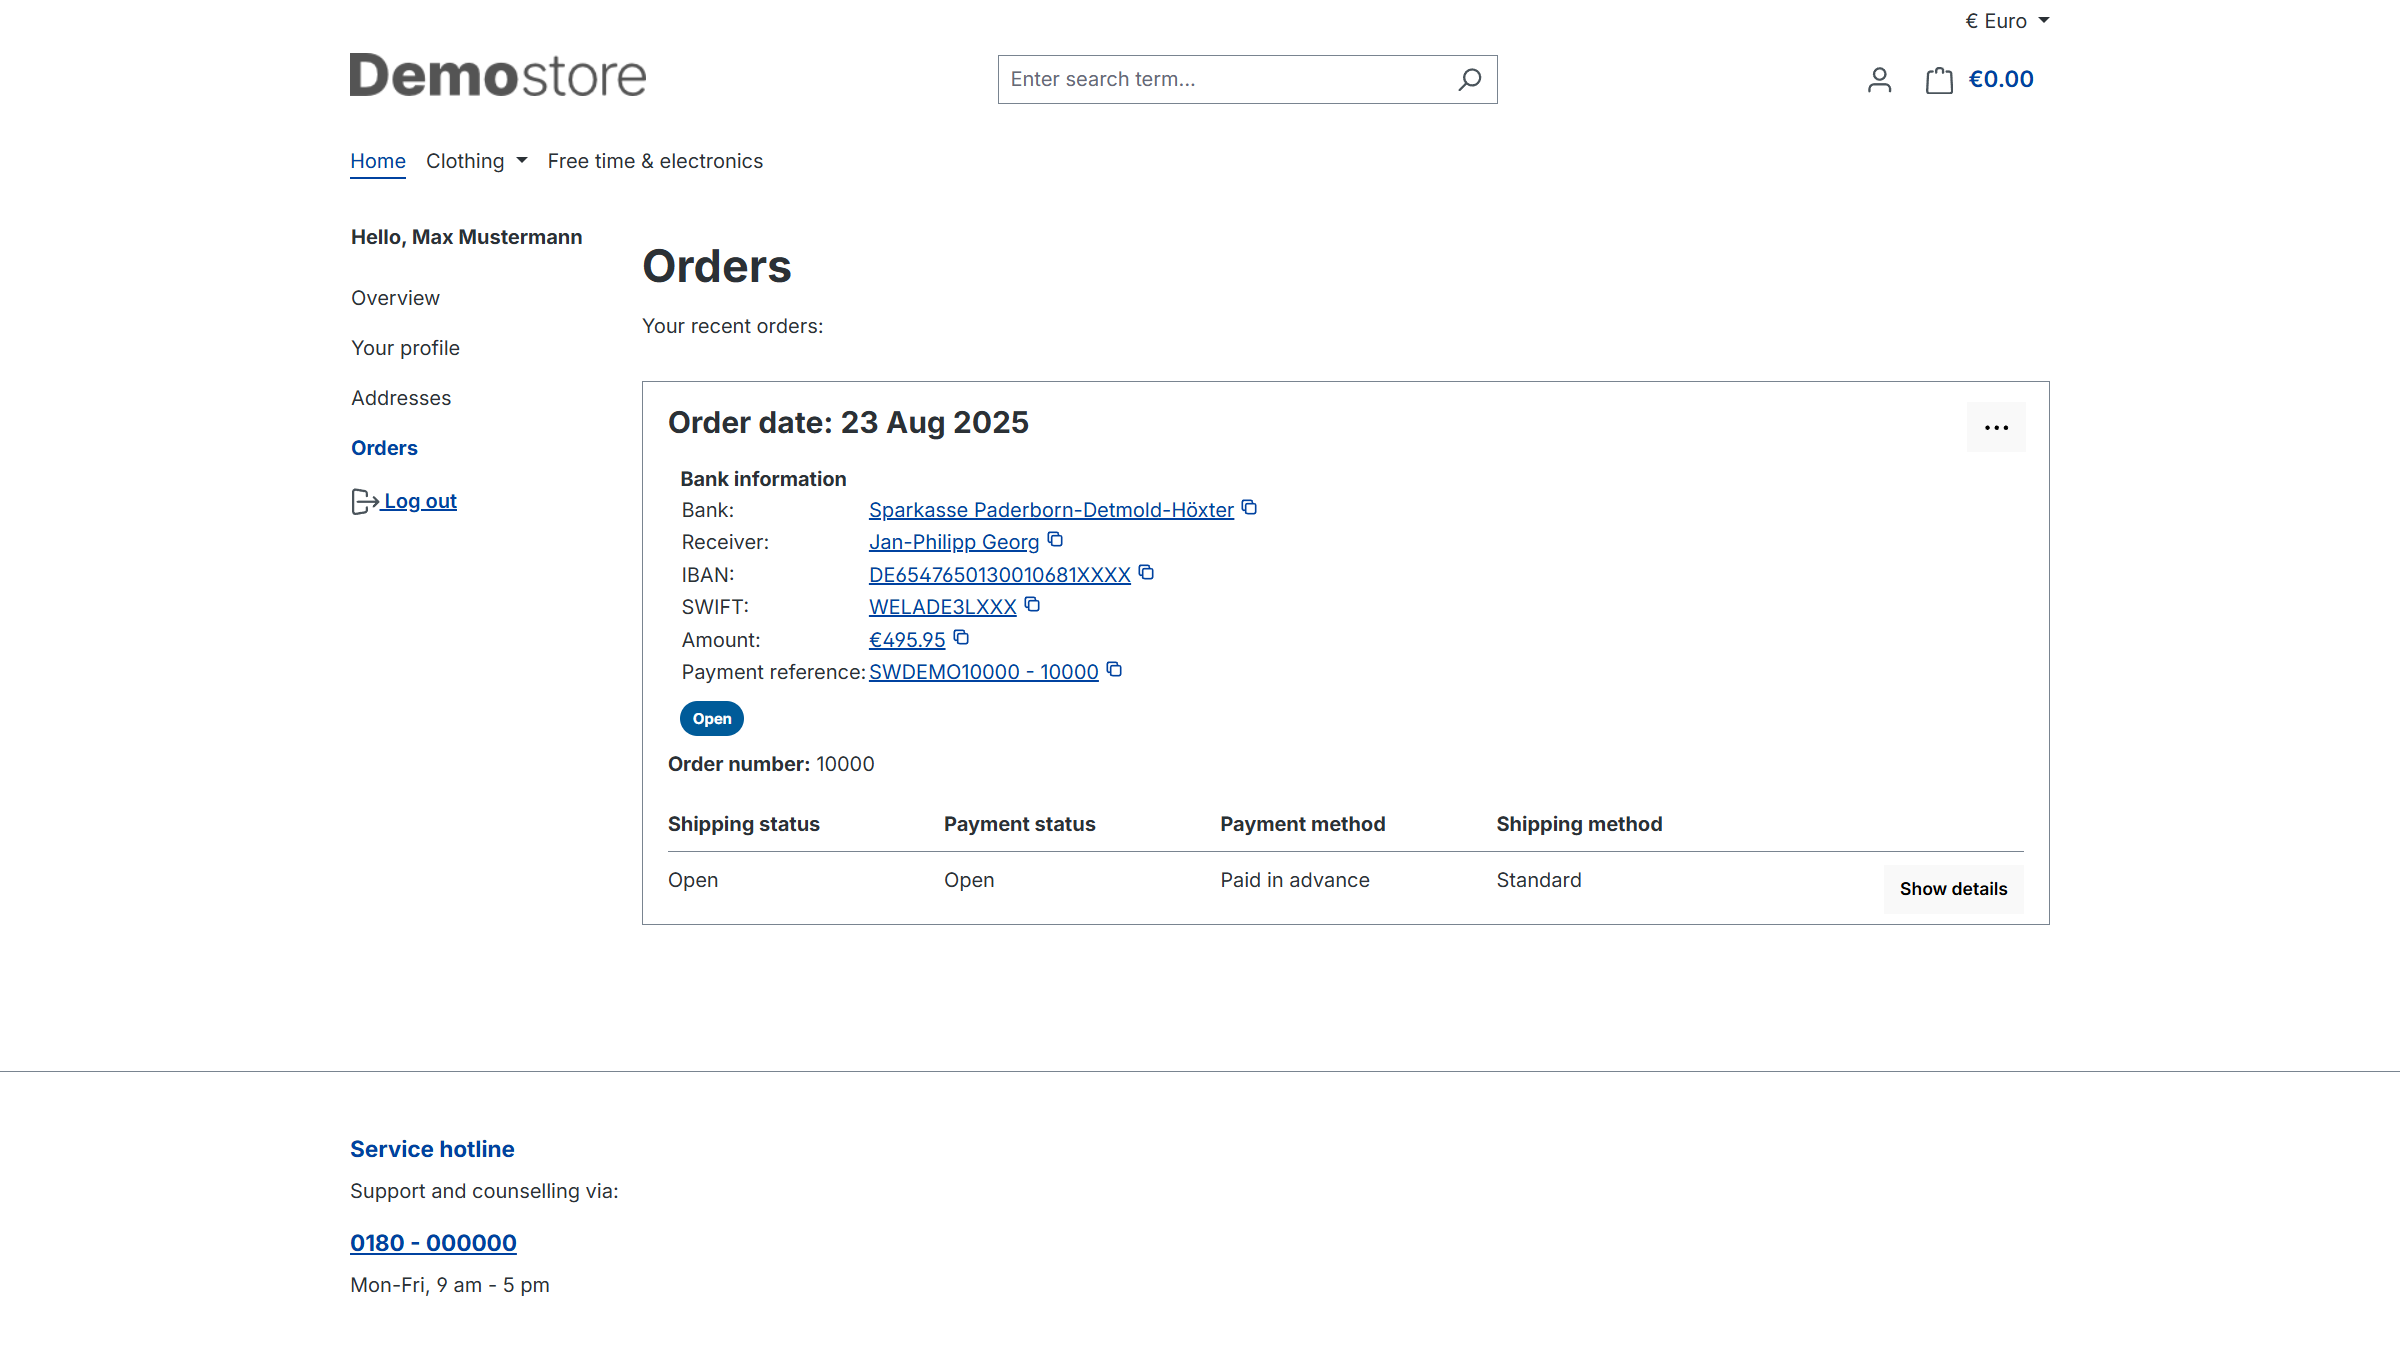 € Euro
Demostore
Enter search term...
€0.00
Home Clothing Free time & electronics
Hello, Max Mustermann
Overview
Your profile
Addresses
Orders
Log out
Orders
Your recent orders:
Order date: 23 Aug 2025
Bank information
Bank: Sparkasse Paderborn-Detmold-Höxter
Receiver: Jan-Philipp Georg
IBAN: DE6547650130010681XXXX
SWIFT: WELADE3LXXX
Amount: €495.95
Payment reference: SWDEMO10000 - 10000
Open
Order number: 10000
Shipping status Payment status Payment method Shipping method
Open Open Paid in advance Standard Show details
Service hotline
Support and counselling via:
0180 - 000000
Mon-Fri, 9 am - 5 pm